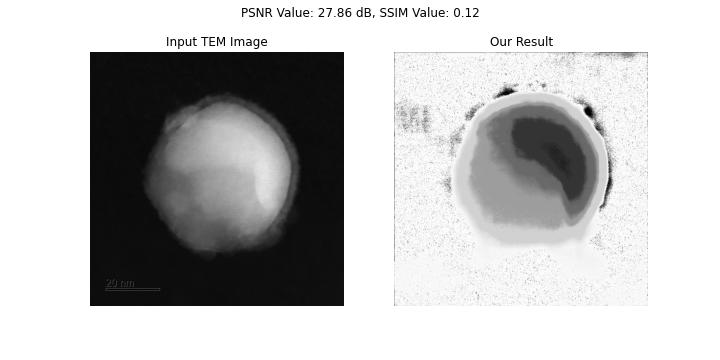 PSNR Value: 27.86 dB, SSIM Value: 0.12
Input TEM Image
Our Result
20 nm